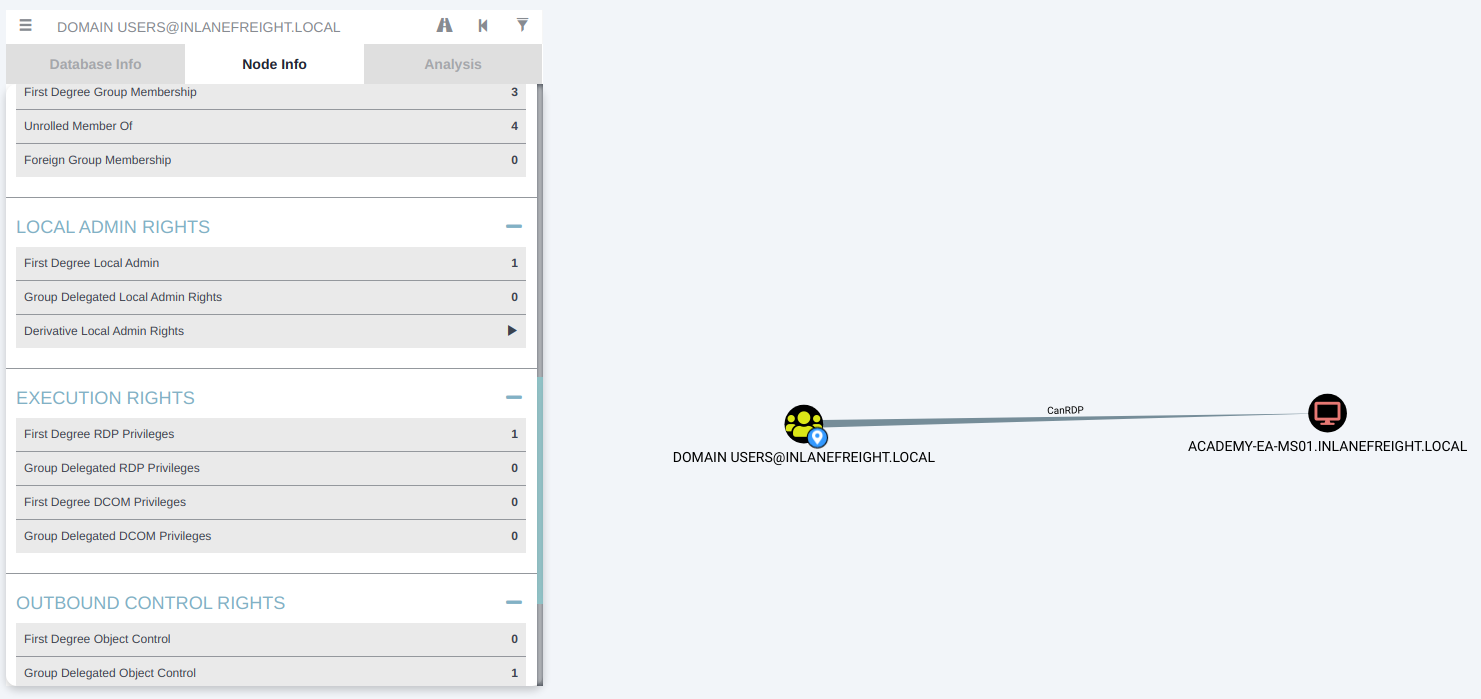 DOMAIN USERS@INLANEFREIGHT.LOCAL
Database Info Node Info Analysis
First Degree Group Membership 3
Unrolled Member Of 4
Foreign Group Membership 0
LOCAL ADMIN RIGHTS
First Degree Local Admin 1
Group Delegated Local Admin Rights 0
Derivative Local Admin Rights
EXECUTION RIGHTS
First Degree RDP Privileges 1
Group Delegated RDP Privileges 0
First Degree DCOM Privileges 0
Group Delegated DCOM Privileges 0
OUTBOUND CONTROL RIGHTS
First Degree Object Control 0
Group Delegated Object Control 1
CanRDP
DOMAIN USERS@INLANEFREIGHT.LOCAL
ACADEMY-EA-MS01.INLANEFREIGHT.LOCAL